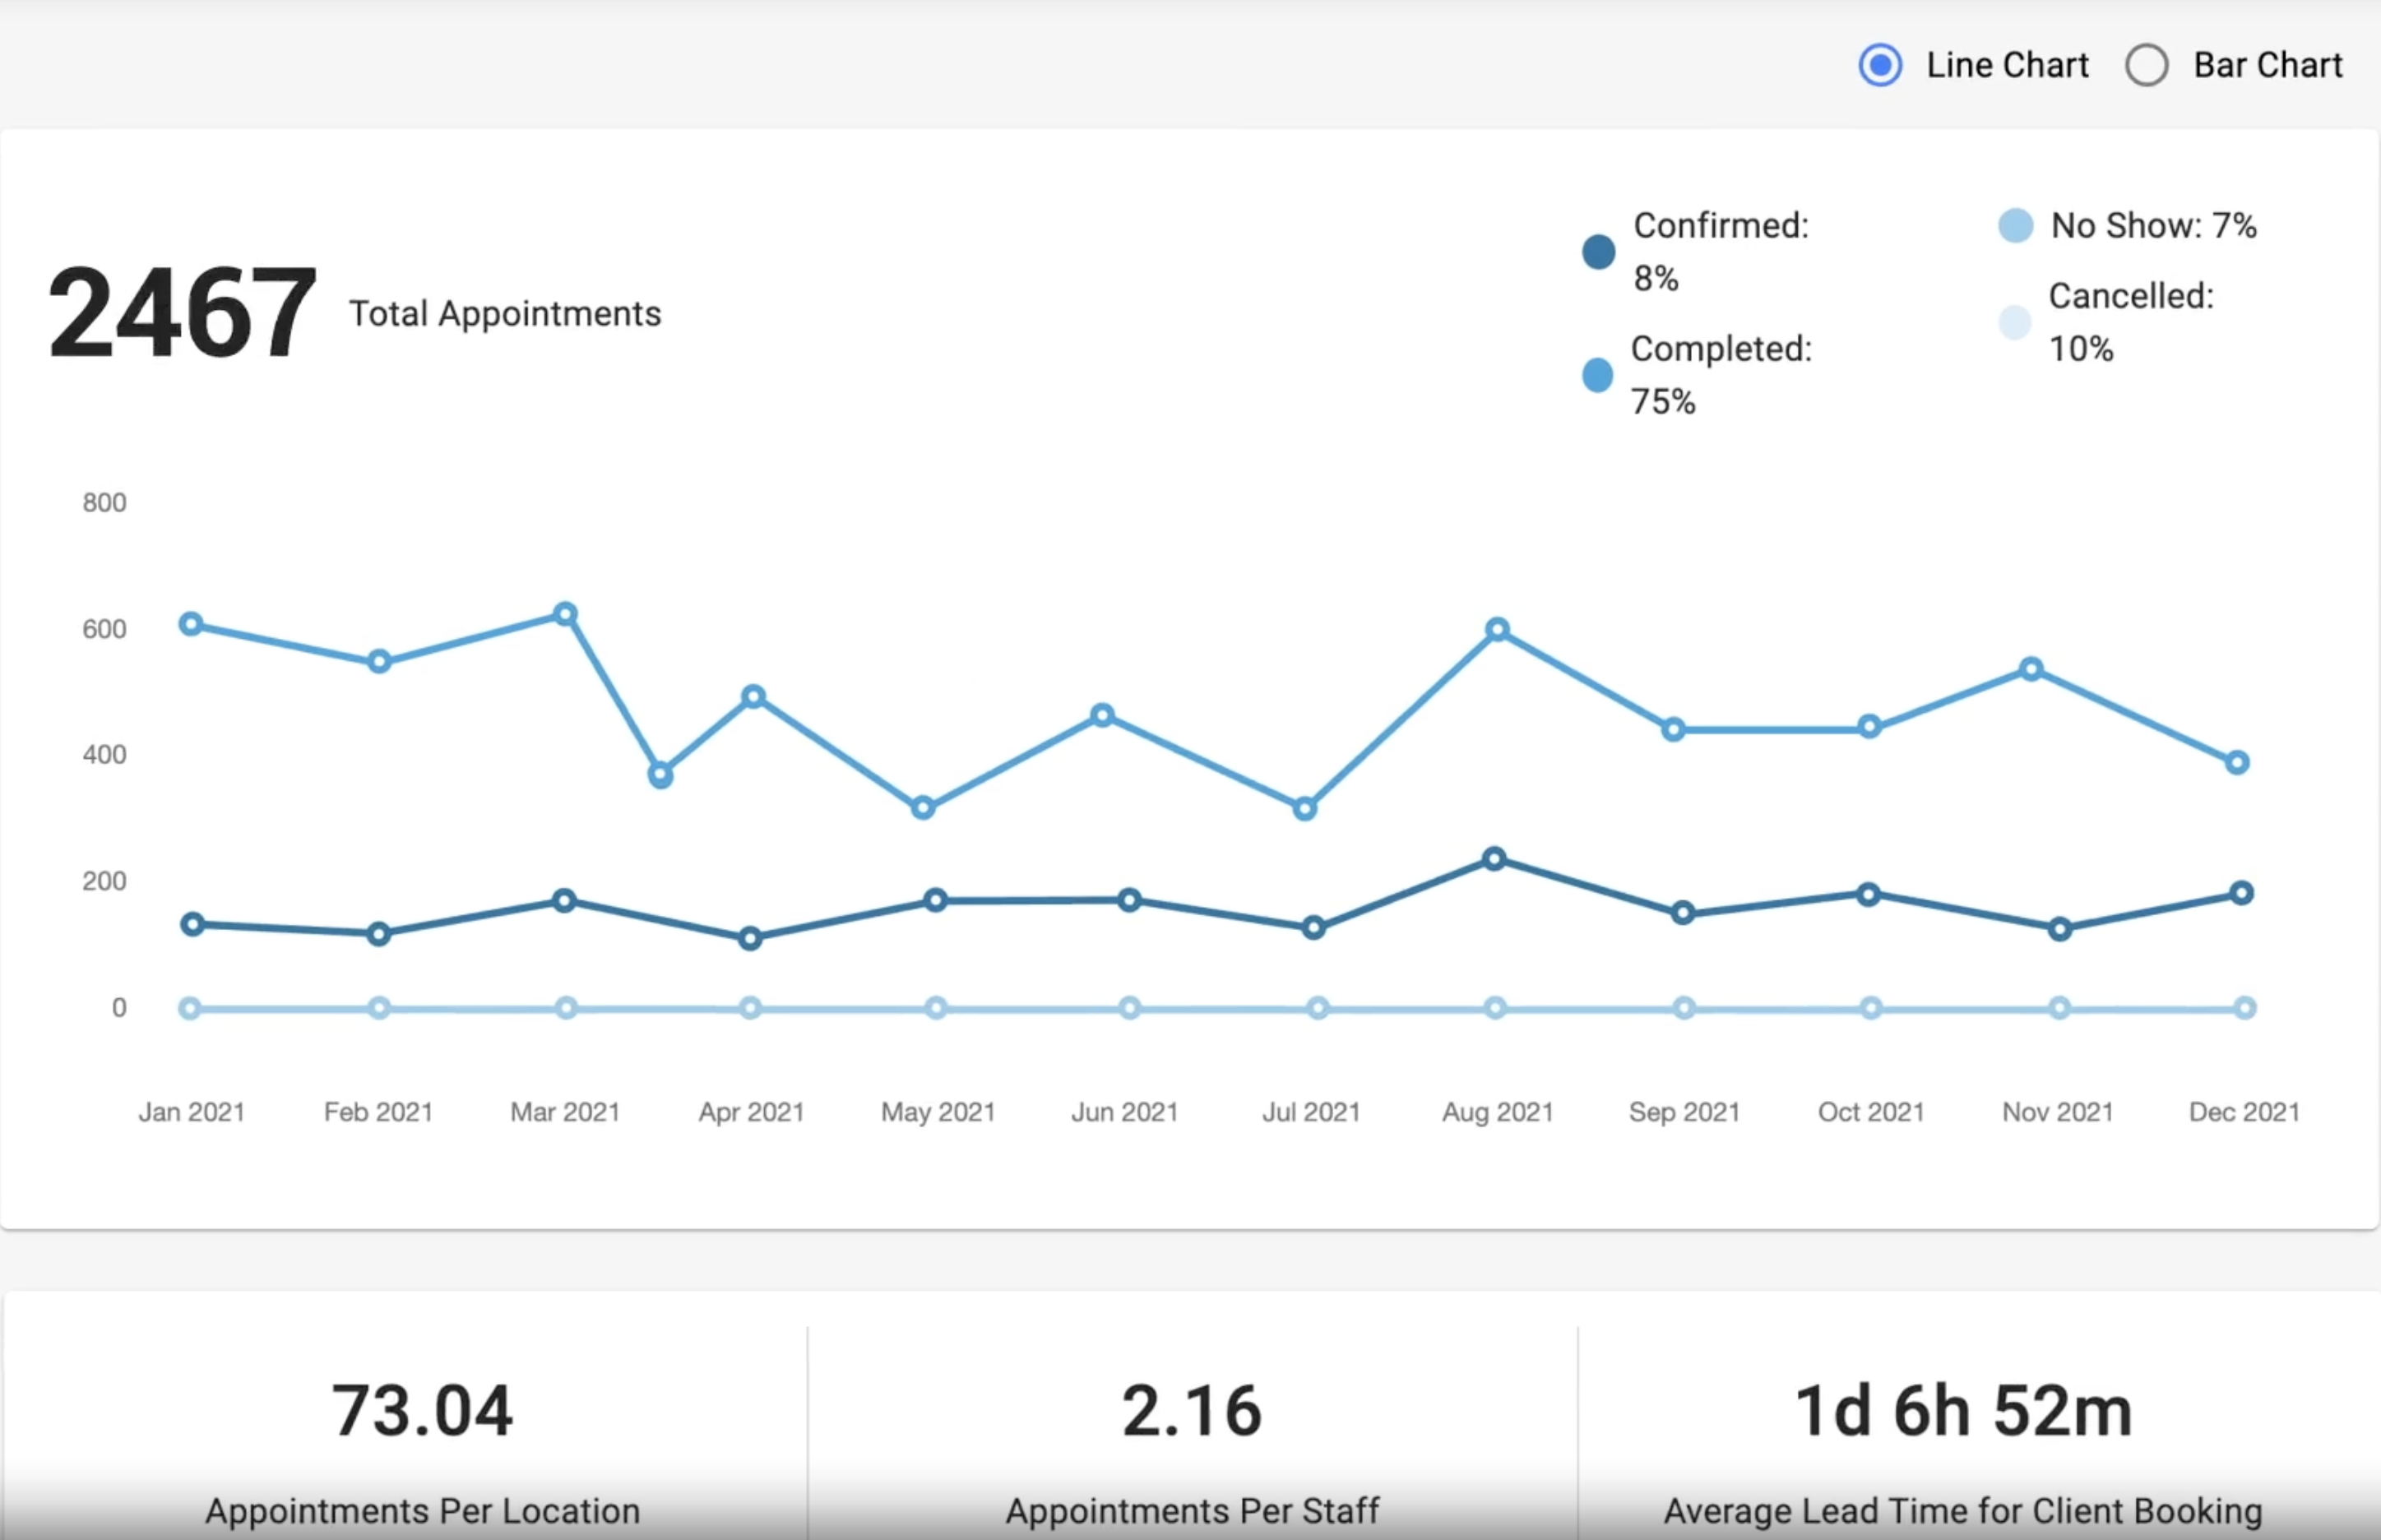 Line Chart Bar Chart
2467 Total Appointments
Confirmed:
8%
Completed:
75%
No Show: 7%
Cancelled:
10%
800
600
400
200
0
Jan 2021 Feb 2021 Mar 2021 Apr 2021 May 2021 Jun 2021 Jul 2021 Aug 2021 Sep 2021 Oct 2021 Nov 2021 Dec 2021
73.04
Appointments Per Location
2.16
Appointments Per Staff
1d 6h 52m
Average Lead Time for Client Booking